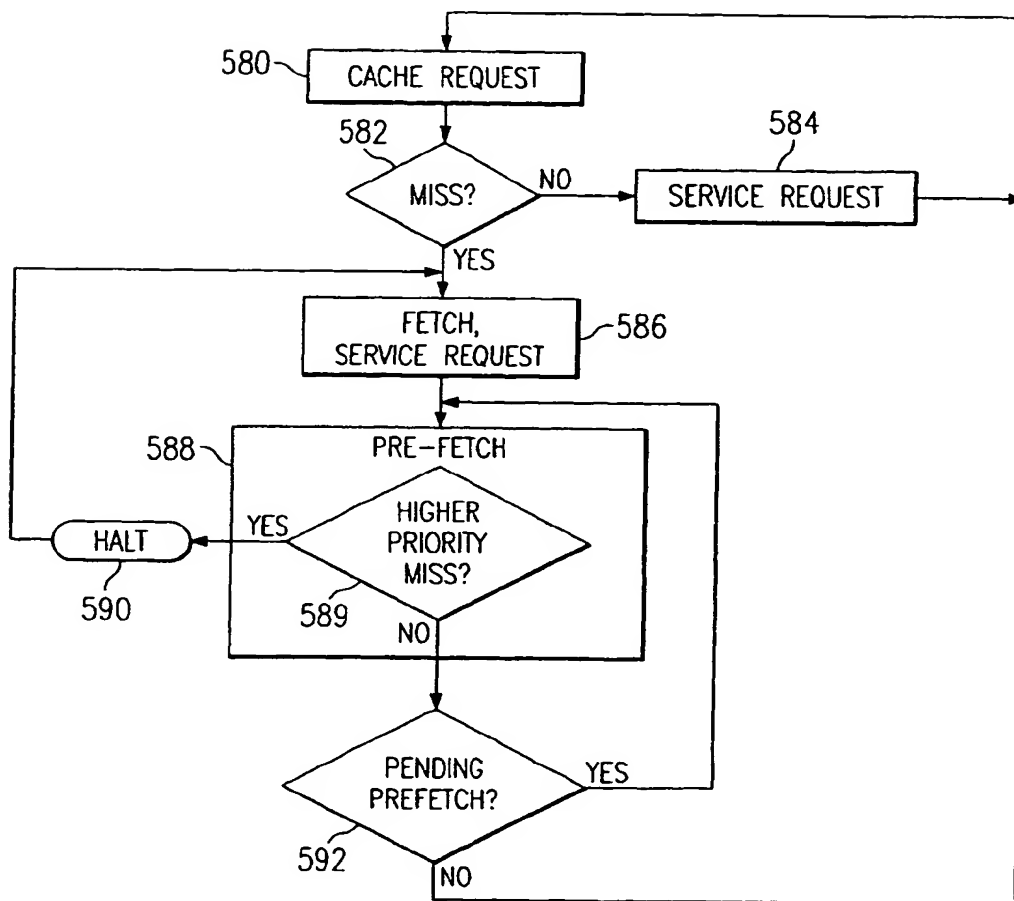 580
CACHE REQUEST
582
MISS?
NO
584
SERVICE REQUEST
YES
FETCH,
SERVICE REQUEST
586
588
PRE-FETCH
HIGHER
PRIORITY
MISS?
YES
HALT
590
589
NO
PENDING
PREFETCH?
YES
592
NO